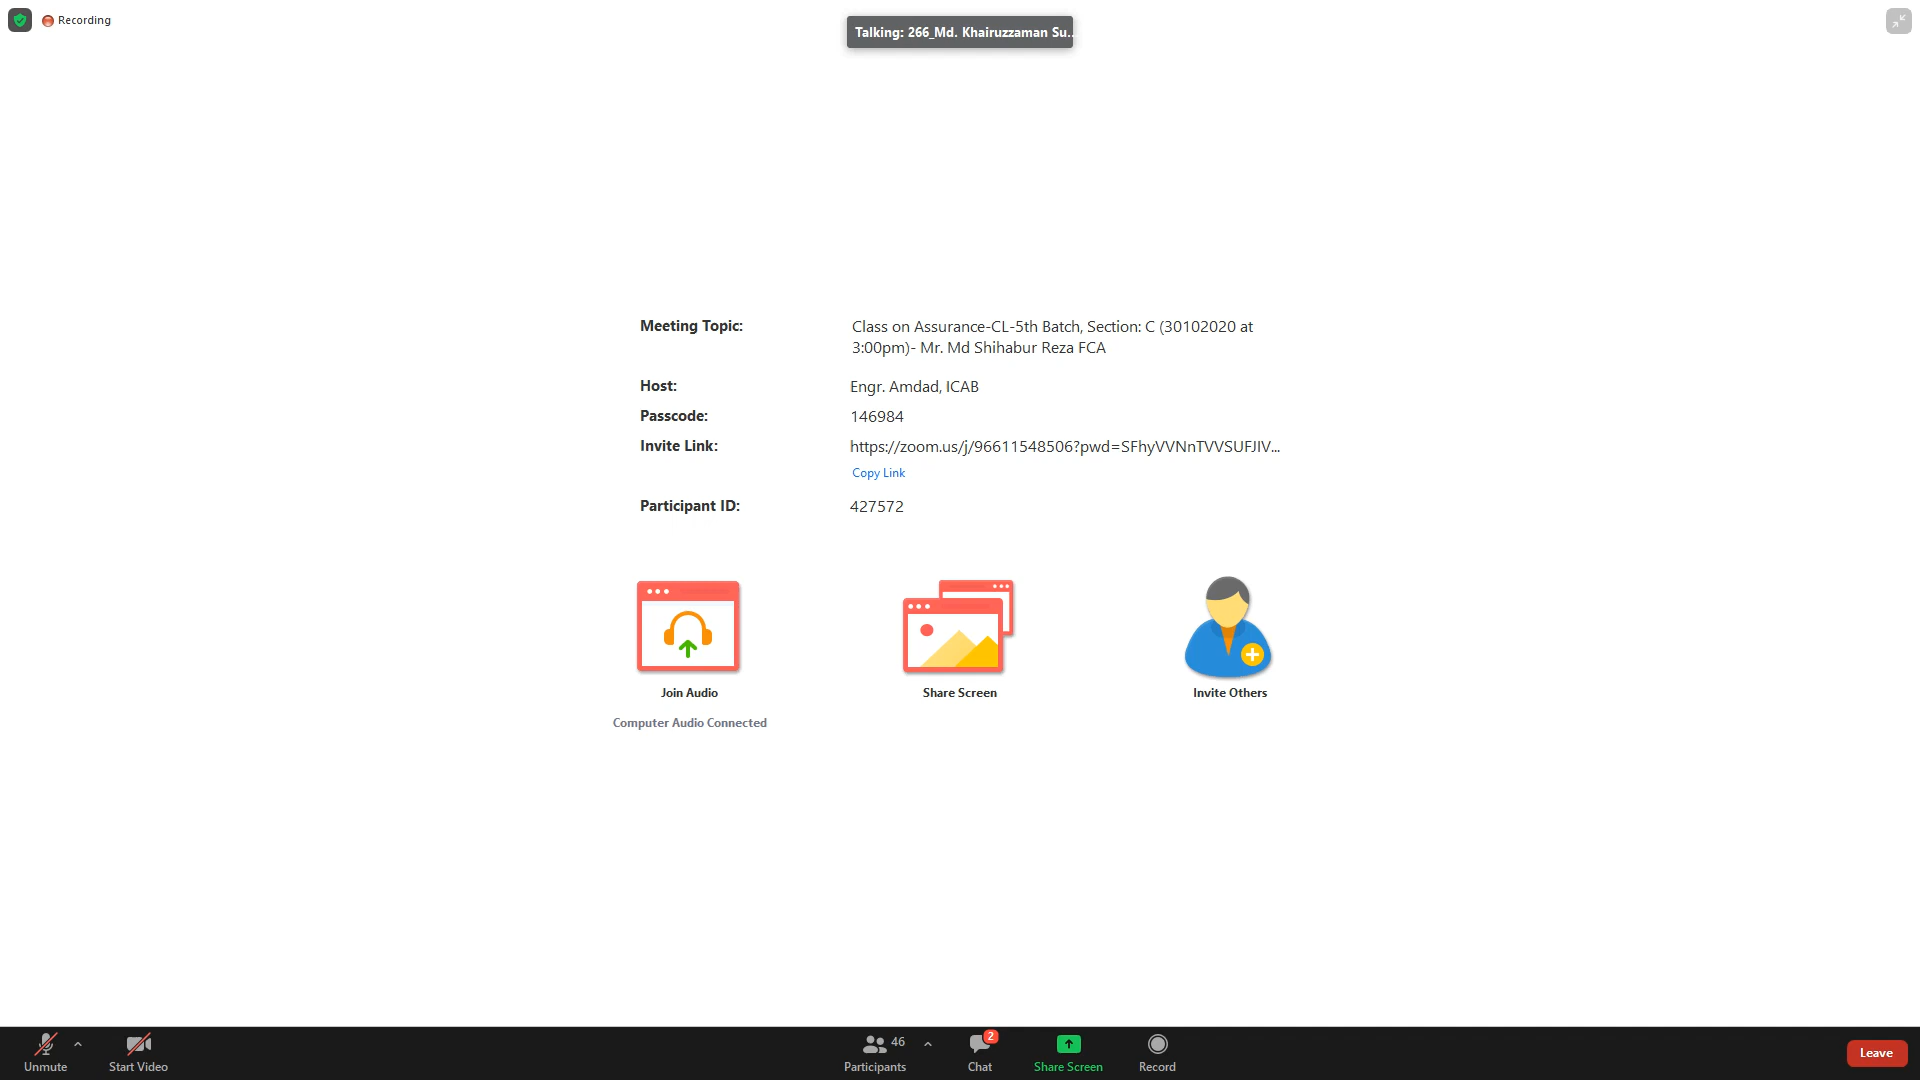 Recording
Talking: 266_Md. Khairuzzaman Su...
Meeting Topic:
Class on Assurance-CL-5th Batch, Section: C (30102020 at
3:00pm)- Mr. Md Shihabur Reza FCA
Host:
Engr. Amdad, ICAB
Passcode:
146984
Invite Link:
https://zoom.us/j/96611548506?pwd=SFhyVVNnTVVSUFJIV...
Copy Link
Participant ID:
427572
Join Audio
Share Screen
Invite Others
Computer Audio Connected
46
2
Unmute
Start Video
Participants
Chat
Share Screen
Record
Leave